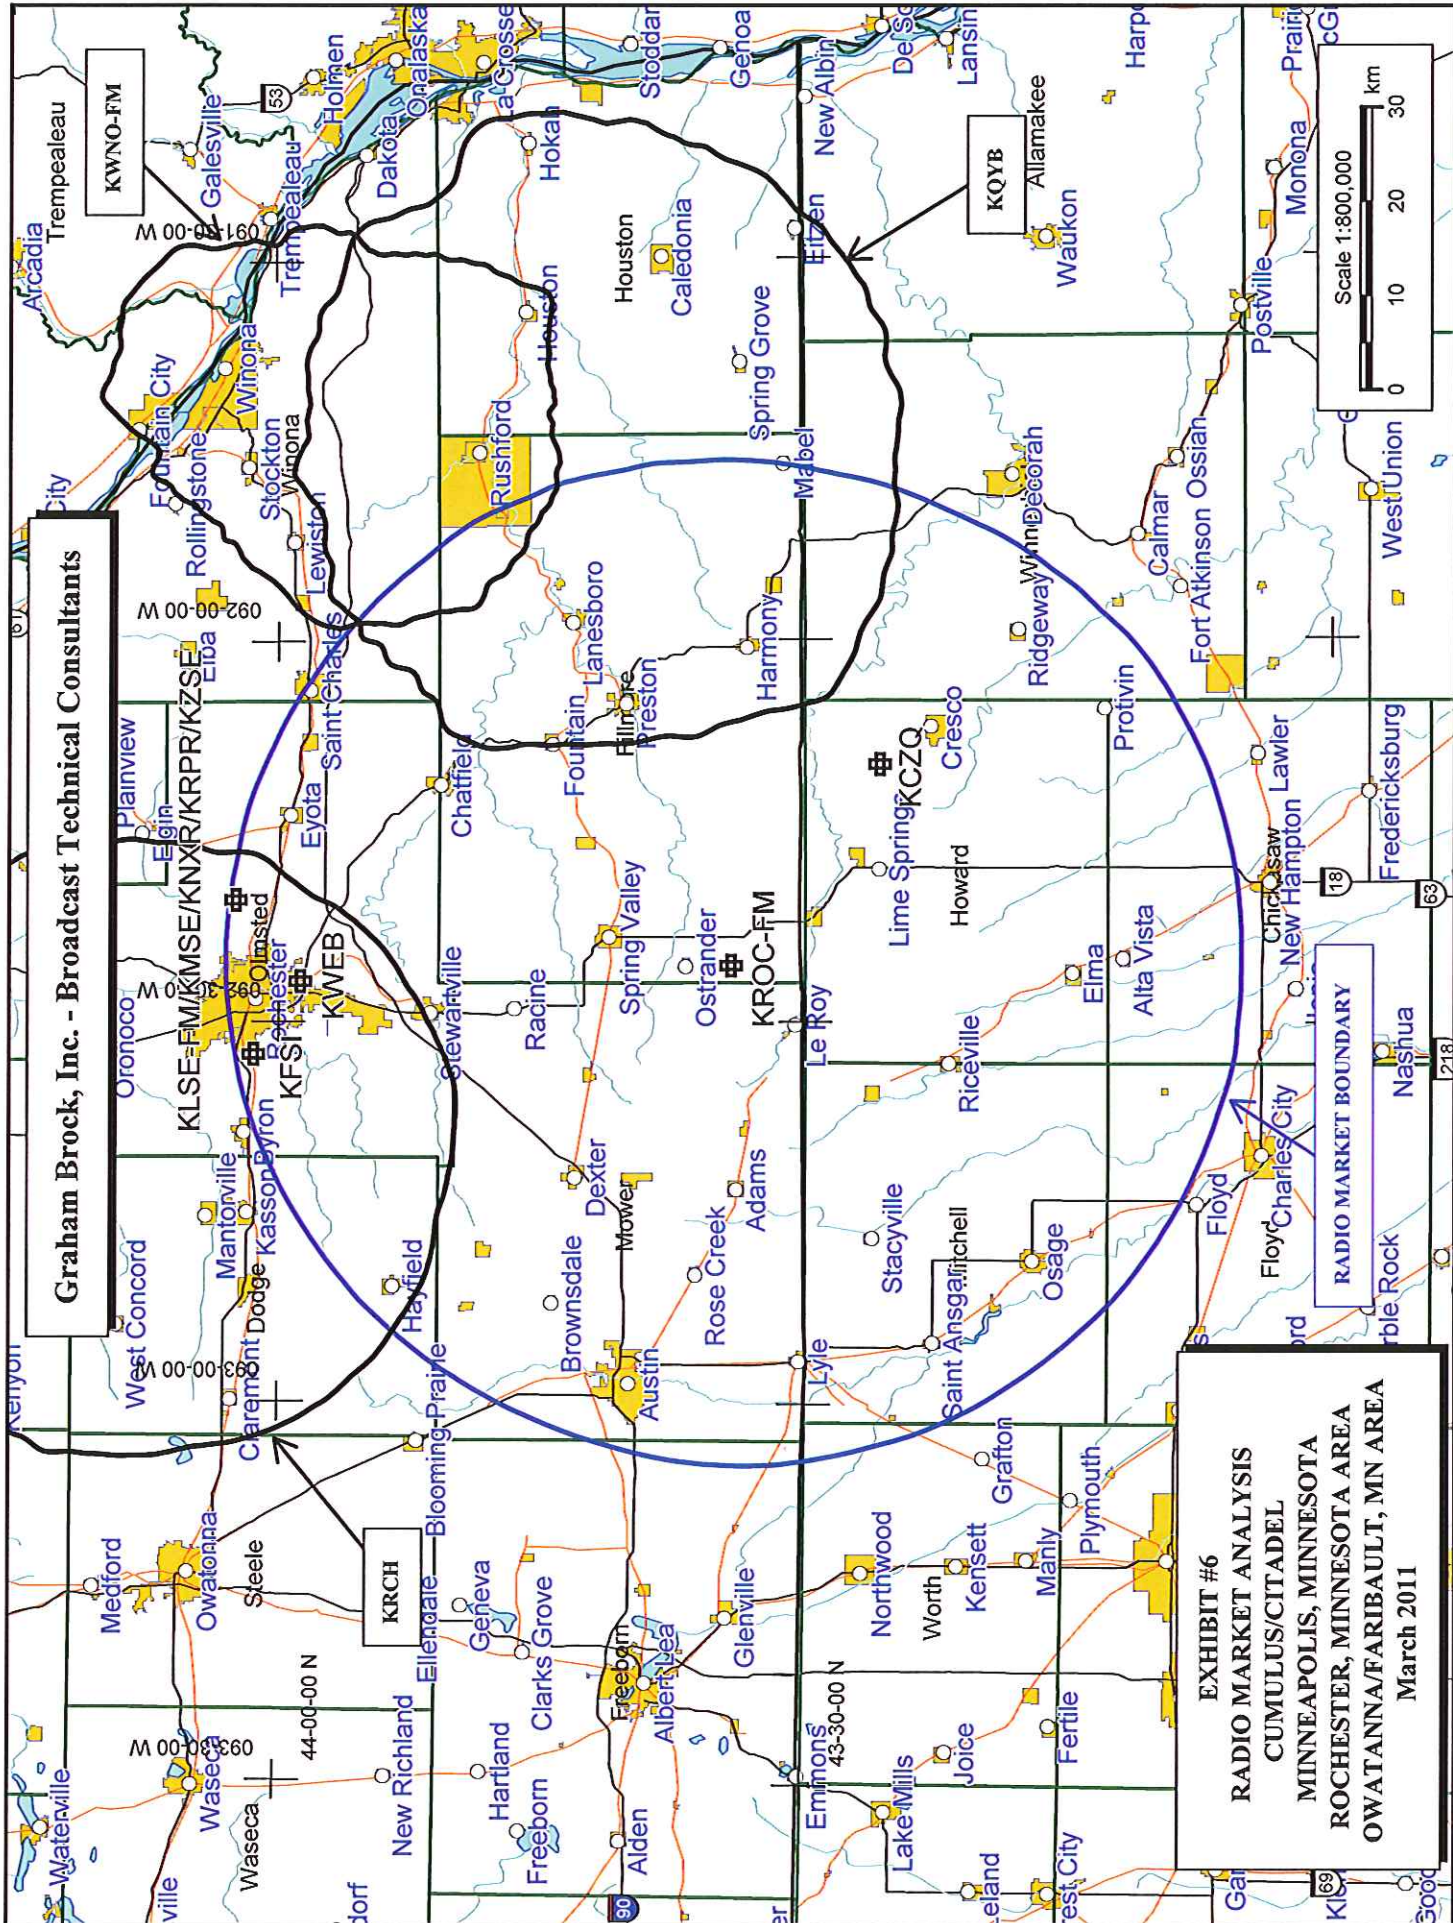 Graham Brock, Inc. - Broadcast Technical Consultants
EXHIBIT #6
RADIO MARKET ANALYSIS
CUMULUS/CITADEL
MINNEAPOLIS, MINNESOTA
ROCHESTER, MINNESOTA AREA
OWATANNA/FARIBAULT, MN AREA
March 2011
RADIO MARKET BOUNDARY
Scale 1:800,000
0 10 20 30 km
KWNO-FM
KQYB
KRCH
KLSE-FM/KMSE/KNXR/KRPR/KZSE
KFSI
KWEB
KROC-FM
KCZQ
Waterville
Medford
Kenyon
West Concord
Oronoco
Plainview
Elgin
Elba
Rollingstone
Fountain City
Arcadia
Trempealeau
Galesville
53
Holmen
Onalaska
La Crosse
Waseca
Owatonna
Claremont
Dodge
Mantorville
Kasson
Byron
Rochester
Olmsted
Eyota
Saint Charles
Lewiston
Stockton
Winona
Winona
Trempealeau
Dakota
Waseca
Steele
093-30-00 W
093-00-00 W
092-00-00 W
44-00-00 N
New Richland
Ellendale
Blooming Prairie
Hayfield
Stewartville
Chatfield
Rushford
Houston
Hokah
Stoddard
Hartland
Geneva
Clarks Grove
Freeborn
Brownsdale
Racine
Fountain
Lanesboro
Houston
Genoa
Alden
Freeborn
Albert Lea
Austin
Mower
Dexter
Spring Valley
Fillmore
Preston
Caledonia
90
Glenville
Rose Creek
Adams
Ostrander
Harmony
Spring Grove
Emmons
43-30-00 N
Lyle
Le Roy
Mabel
Eitzen
New Albin
Lake Mills
Northwood
Stacyville
Lime Springs
Cresco
Lansin
Joice
Worth
Kensett
Grafton
Saint Ansgar
Mitchell
Riceville
Howard
Ridgeway
Decorah
Waukon
Allamakee
Fertile
Manly
Plymouth
Osage
Elma
Alta Vista
Protivin
Calmar
Ossian
Fort Atkinson
Postville
Monona
Floyd
Floyd
Charles City
Chickasaw
New Hampton
Lawler
18
Nashua
Fredericksburg
West Union
69
218
63